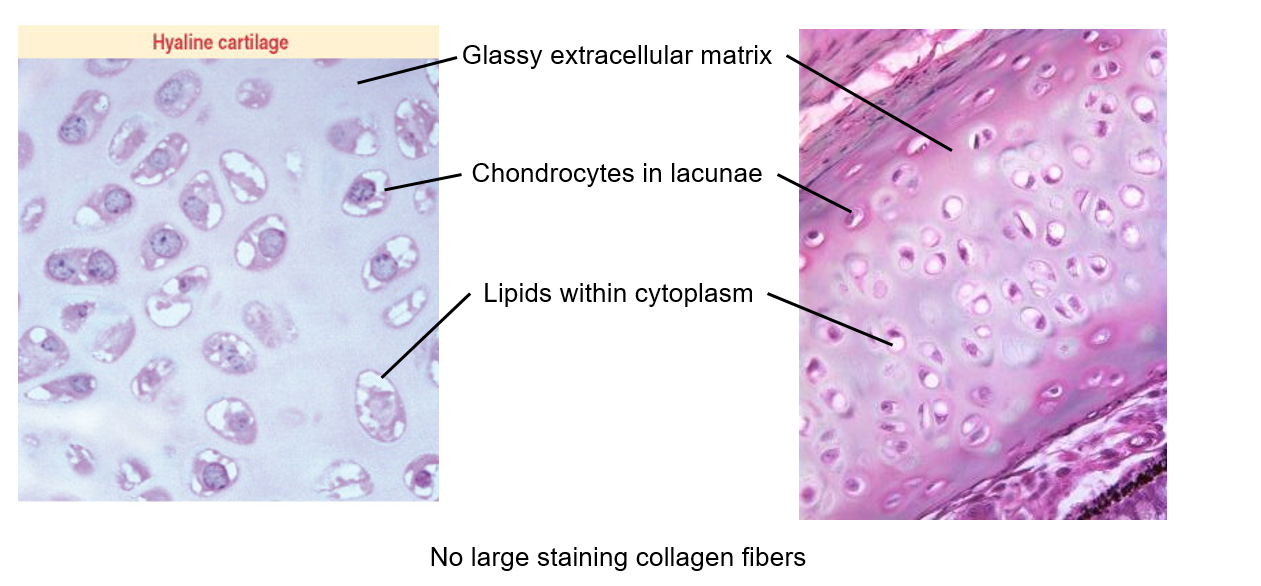 Hyaline cartilage
Glassy extracellular matrix
Chondrocytes in lacunae
Lipids within cytoplasm
No large staining collagen fibers